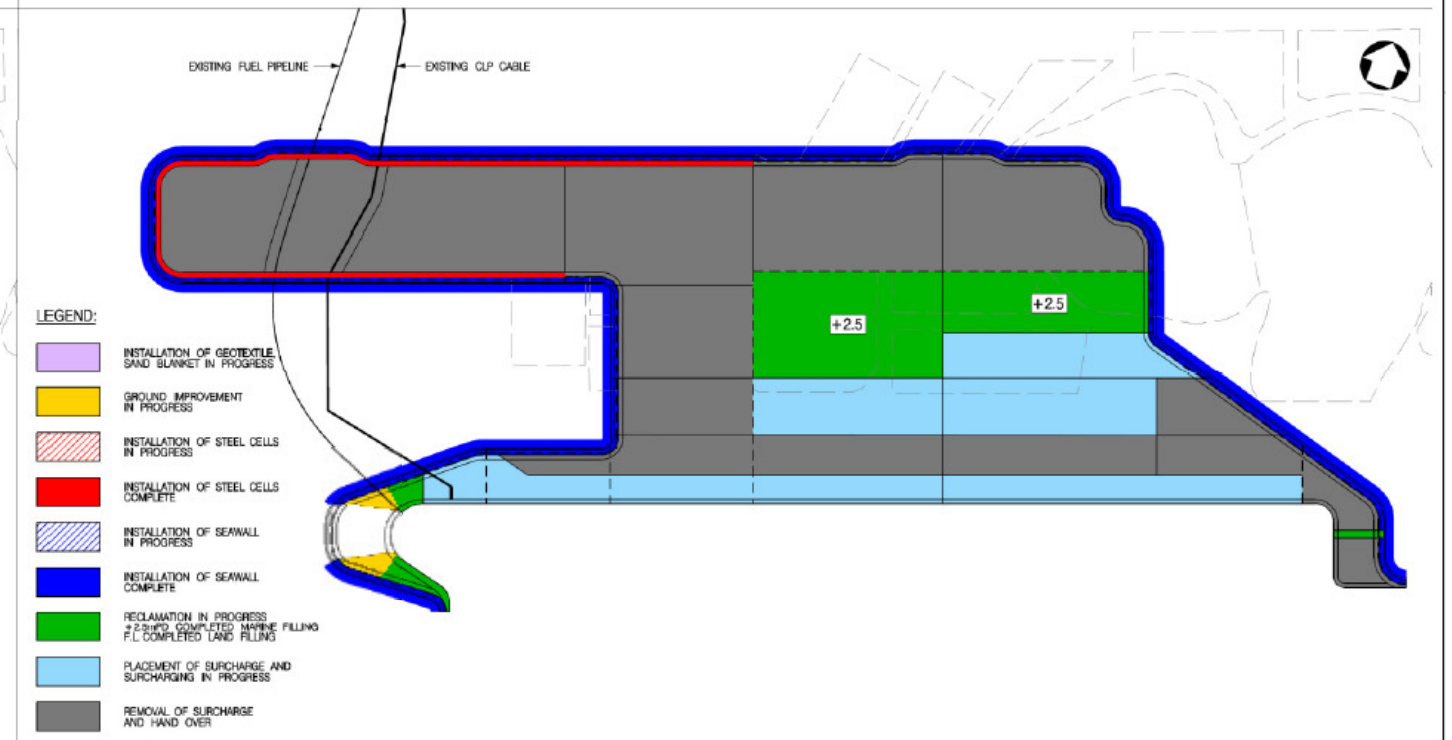 EXISTING FUEL PIPELINE
EXISTING CLP CABLE
+2.5
+2.5
LEGEND:
INSTALLATION OF GEOTEXTILE,
SAND BLANKET IN PROGRESS
GROUND IMPROVEMENT
IN PROGRESS
INSTALLATION OF STEEL CELLS
IN PROGRESS
INSTALLATION OF STEEL CELLS
COMPLETE
INSTALLATION OF SEAWALL
IN PROGRESS
INSTALLATION OF SEAWALL
COMPLETE
RECLAMATION IN PROGRESS
+2.5mPD COMPLETED MARINE FILLING
F.L. COMPLETED LAND FILLING
PLACEMENT OF SURCHARGE AND
SURCHARGING IN PROGRESS
REMOVAL OF SURCHARGE
AND HAND OVER